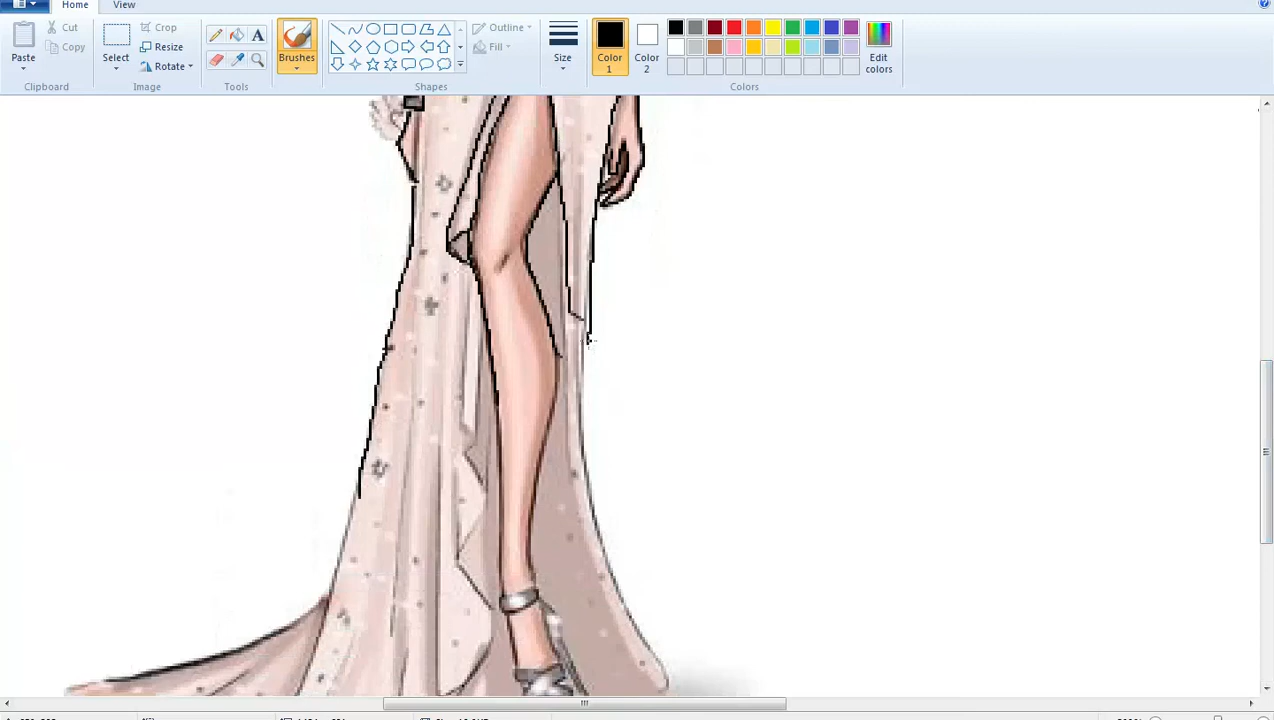 Home View
Cut
Copy
Paste
Clipboard
Crop
Resize
Rotate
Select
Image
Tools
Brushes
Outline
Fill
Shapes
Size
Color 1
Color 2
Edit colors
Colors